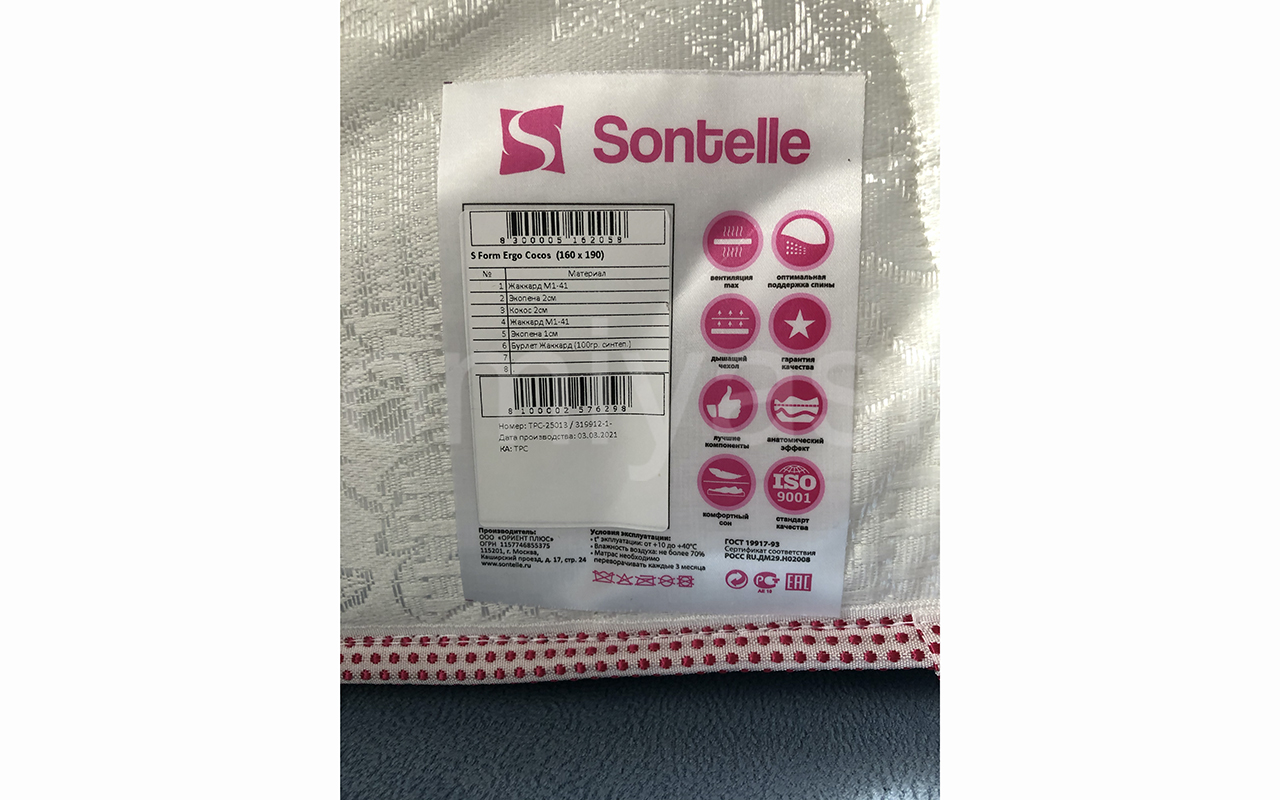 Sontelle
8 300005 162058
S Form Ergo Cocos (160 x 190)
№ Материал
1 Жаккард М1-41
2 Экопена 2см
3 Кокос 2см
4 Жаккард М1-41
5 Экопена 1см
6 Бурлет Жаккард (100гр. синтеп.)
7
8
8 100002 576298
Номер: ТРС-25013 / 319912-1-
Дата производства: 03.03.2021
КА: ТРС
вентиляция
max
оптимальная
поддержка спины
дышащий
чехол
гарантия
качества
лучшие
компоненты
анатомический
эффект
комфортный
сон
ISO
9001
стандарт
качества
Производитель:
ООО «ОРИЕНТ ПЛЮС»
ОГРН 1157746855375
115201, г. Москва,
Каширский проезд, д. 17, стр. 24
www.sontelle.ru
Условия эксплуатации:
• t° эксплуатации: от +10 до +40°C
• Влажность воздуха: не более 70%
• Матрас необходимо
переворачивать каждые 3 месяца
ГОСТ 19917-93
Сертификат соответствия
РОСС RU.ДМ29.Н02008
АЕ 18
ЕАС